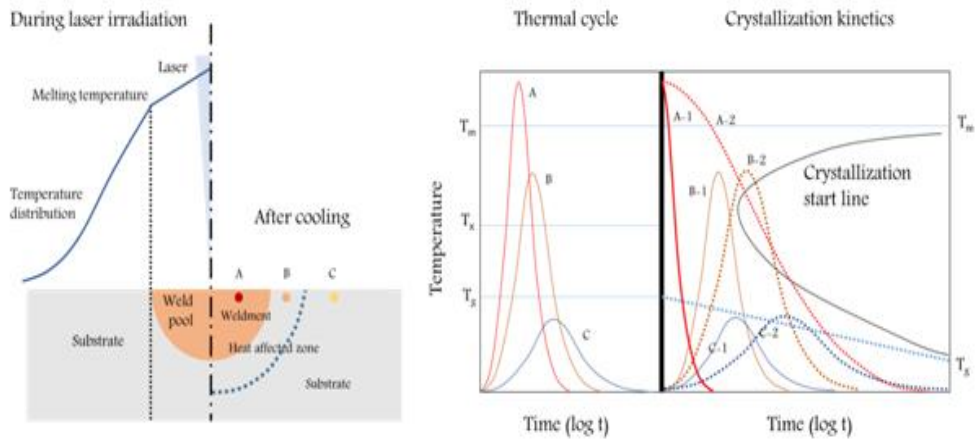 During laser irradiation
Laser
Melting temperature
Temperature
distribution
After cooling
A
B
C
Weld
pool
Weldment
Substrate
Heat affected zone
Substrate
Thermal cycle
Crystallization kinetics
Temperature
Tm
Tx
Tg
A
B
C
A-1
A-2
B-1
B-2
C-1
C-2
Crystallization
start line
Tm
Tg
Time (log t)
Time (log t)